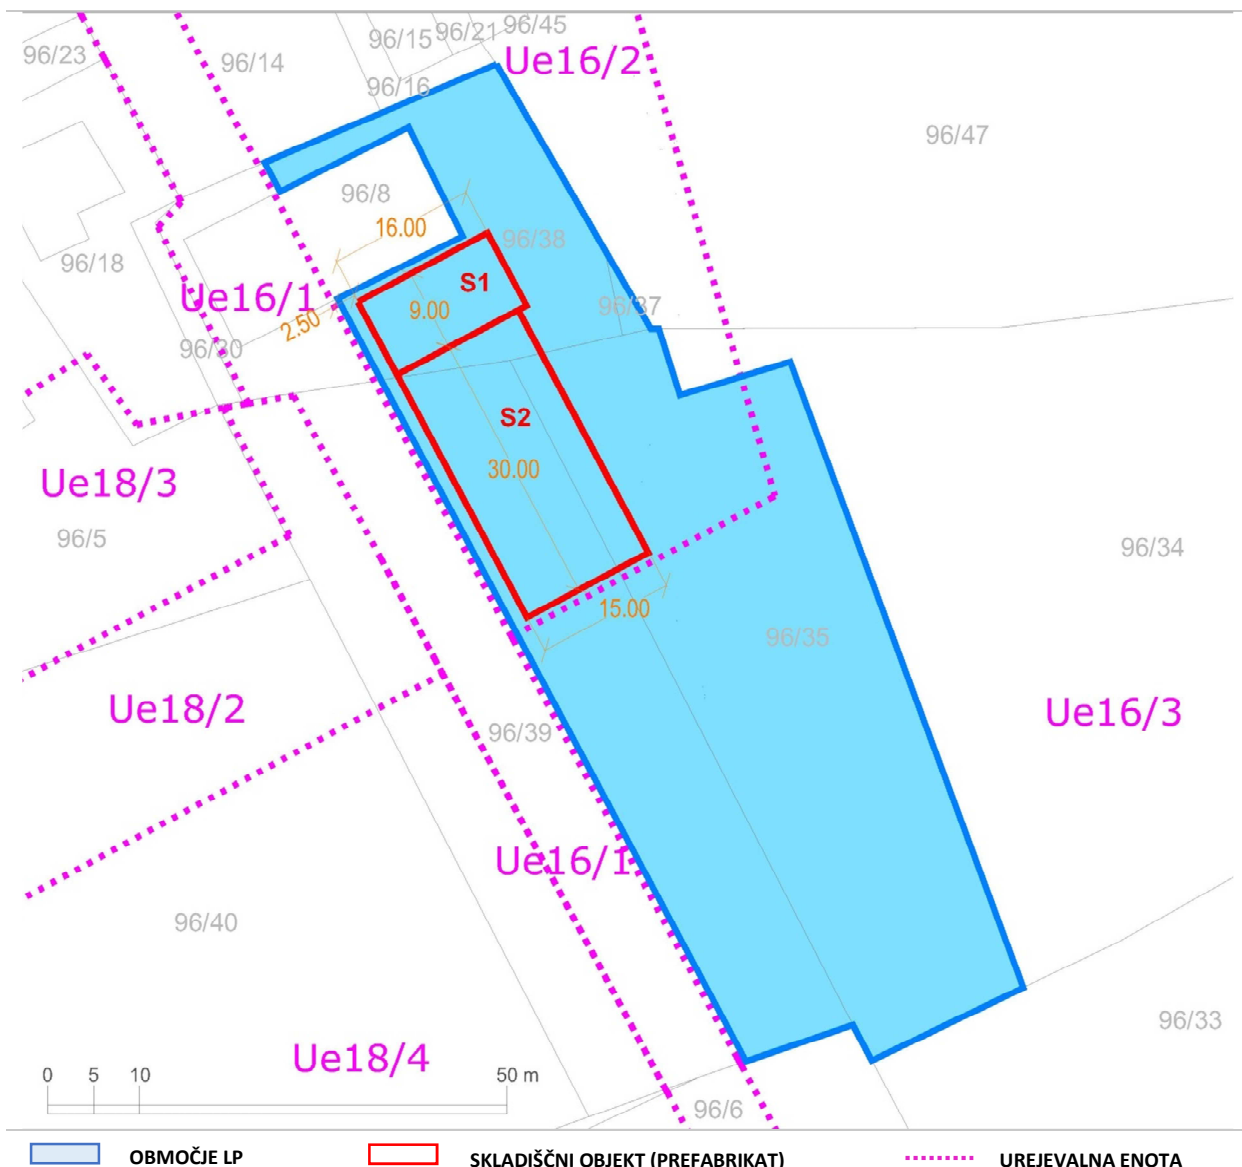 96/45
96/21
96/15
96/23
96/14
Ue16/2
96/16
96/47
96/8
16.00
96/38
96/18
S1
Ue16/1
9.00
96/37
2.50
96/30
S2
30.00
Ue18/3
96/5
96/34
15.00
96/35
Ue18/2
Ue16/3
96/39
Ue16/1
96/40
96/33
Ue18/4
0 5 10 50 m
96/6
OBMOČJE LP SKLADIŠČNI OBJEKT (PREFABRIKAT) UREJEVALNA ENOTA